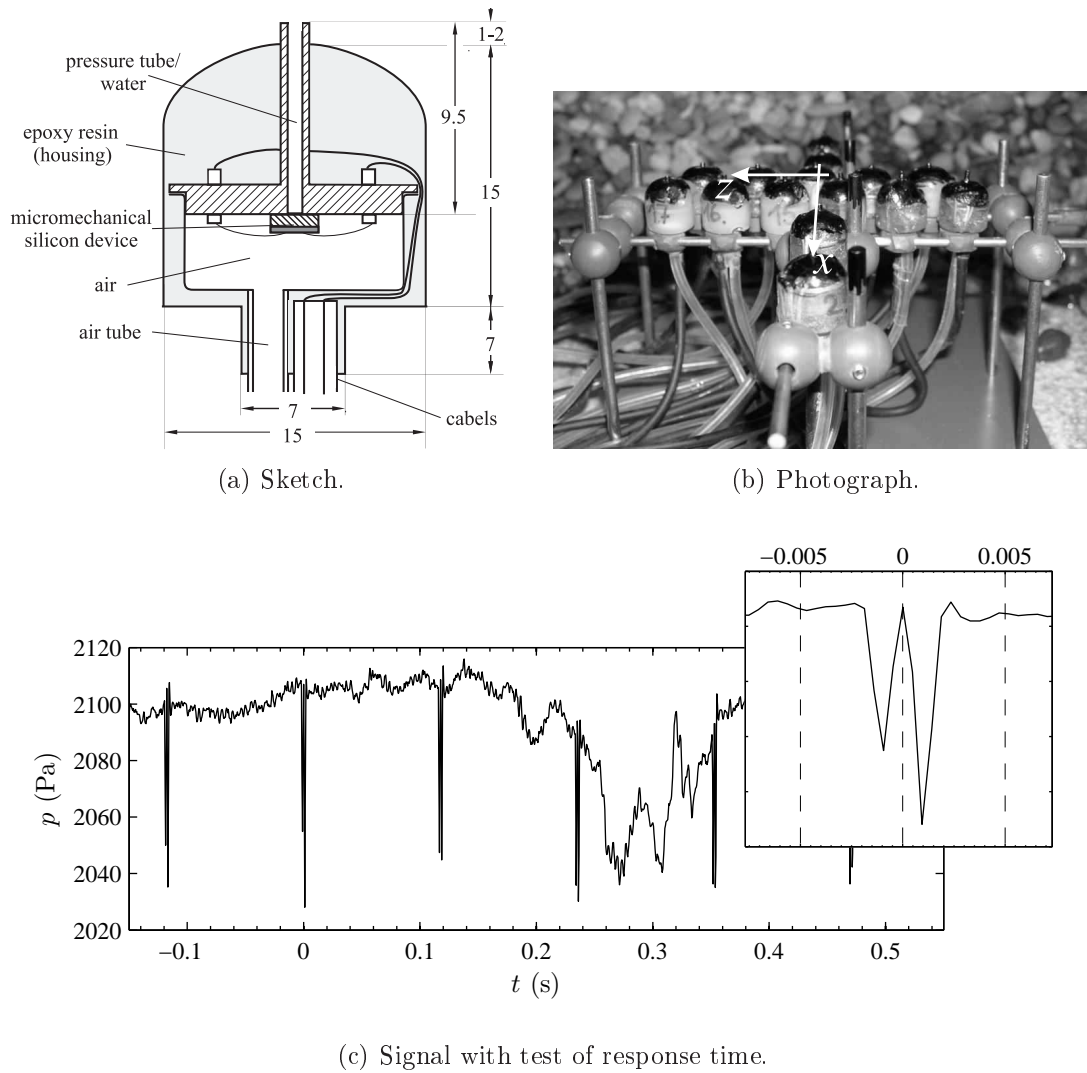 1-2
pressure tube/
water
9.5
epoxy resin
(housing)
15
micromechanical
silicon device
air
air tube
7
7
cabels
15
z
x
(a) Sketch.
(b) Photograph.
−0.005 0 0.005
2120
2100
2080
2060
2040
2020
p (Pa)
−0.1 0 0.1 0.2 0.3 0.4 0.5
t (s)
(c) Signal with test of response time.